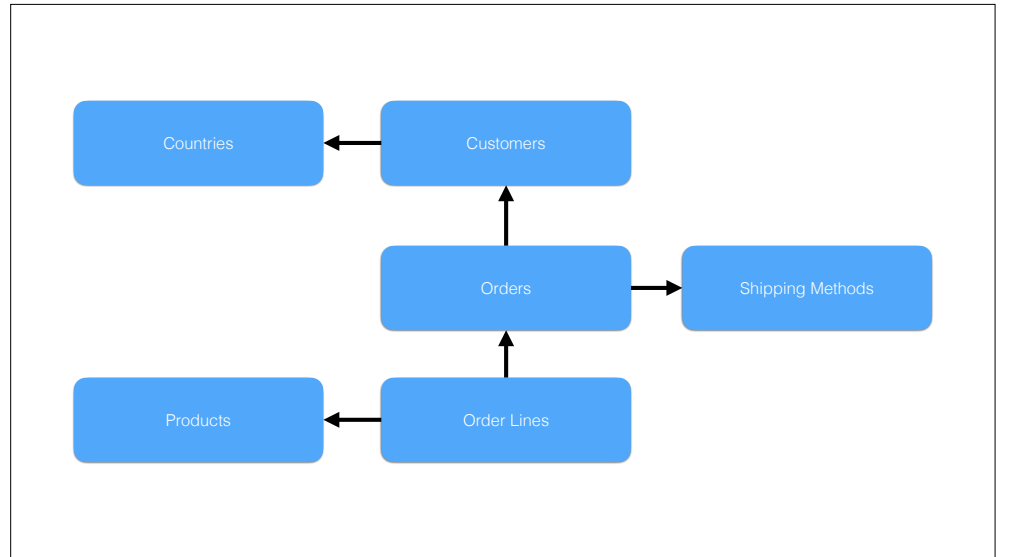 Countries
Customers
Orders
Shipping Methods
Products
Order Lines